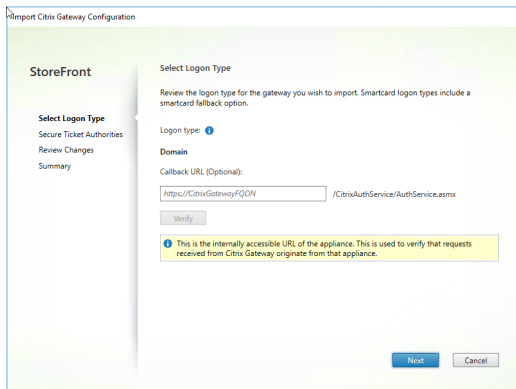 Import Citrix Gateway Configuration
StoreFront
Select Logon Type
Secure Ticket Authorities
Review Changes
Summary
Select Logon Type
Review the logon type for the gateway you wish to import. Smartcard logon types include a
smartcard fallback option.
Logon type:
Domain
Callback URL (Optional):
https://CitrixGatewayFQDN /CitrixAuthService/AuthService.asmx
Verify
This is the internally accessible URL of the appliance. This is used to verify that requests
received from Citrix Gateway originate from that appliance.
Next Cancel